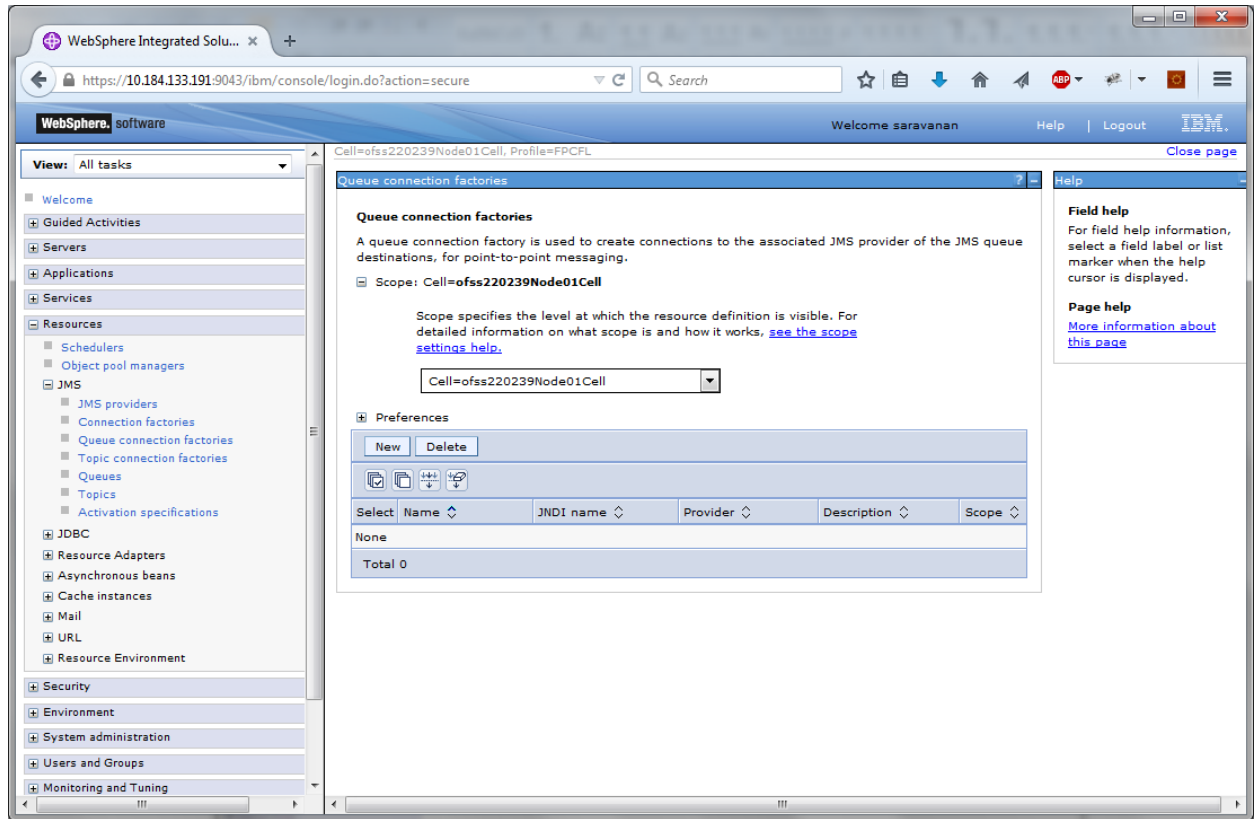 WebSphere Integrated Solu...
https://10.184.133.191:9043/ibm/console/login.do?action=secure
Search
ABP
WebSphere. software
Welcome saravanan
Help | Logout
IBM.
View: All tasks
Welcome
Guided Activities
Servers
Applications
Services
Resources
Schedulers
Object pool managers
JMS
JMS providers
Connection factories
Queue connection factories
Topic connection factories
Queues
Topics
Activation specifications
JDBC
Resource Adapters
Asynchronous beans
Cache instances
Mail
URL
Resource Environment
Security
Environment
System administration
Users and Groups
Monitoring and Tuning
Cell=ofss220239Node01Cell, Profile=FPCFL
Close page
Queue connection factories
?
Queue connection factories
A queue connection factory is used to create connections to the associated JMS provider of the JMS queue
destinations, for point-to-point messaging.
Scope: Cell=ofss220239Node01Cell
Scope specifies the level at which the resource definition is visible. For
detailed information on what scope is and how it works, see the scope
settings help.
Cell=ofss220239Node01Cell
Preferences
New Delete
Select Name JNDI name Provider Description Scope
None
Total 0
Help
Field help
For field help information,
select a field label or list
marker when the help
cursor is displayed.
Page help
More information about
this page